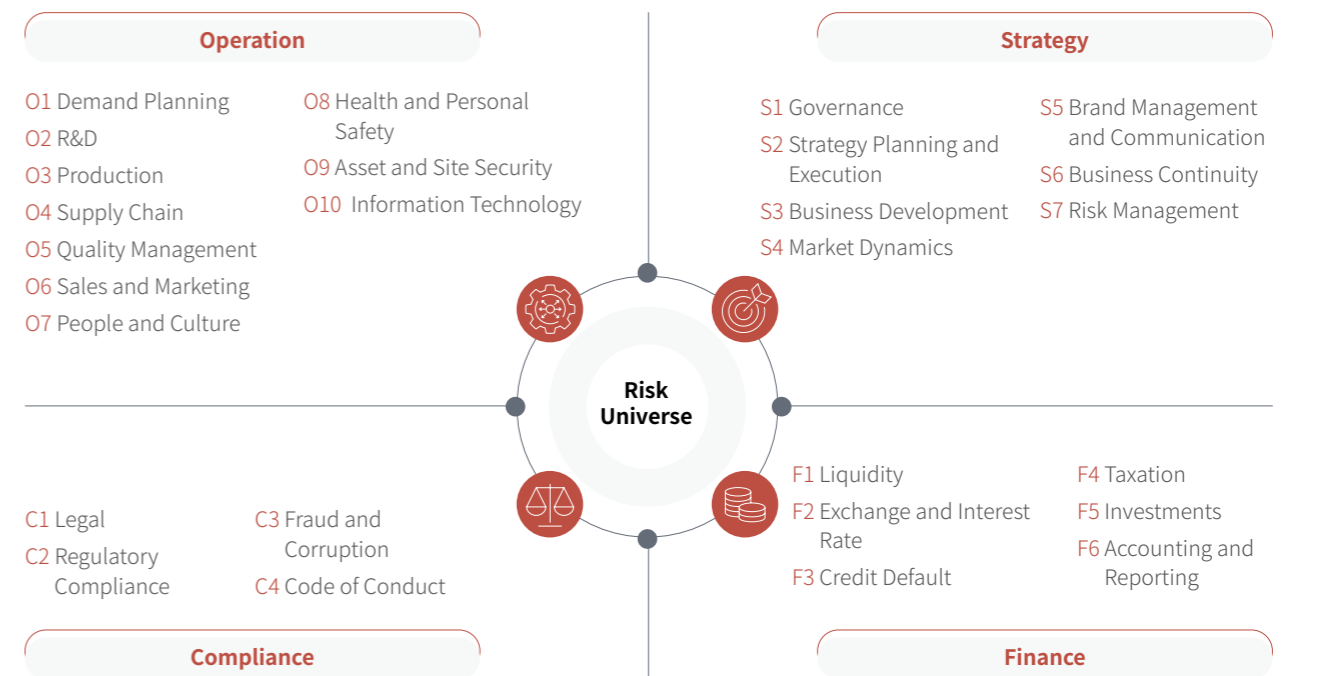 Operation
O1 Demand Planning
O2 R&D
O3 Production
O4 Supply Chain
O5 Quality Management
O6 Sales and Marketing
O7 People and Culture
O8 Health and Personal
Safety
O9 Asset and Site Security
O10 Information Technology
Strategy
S1 Governance
S2 Strategy Planning and
Execution
S3 Business Development
S4 Market Dynamics
S5 Brand Management
and Communication
S6 Business Continuity
S7 Risk Management
Risk
Universe
C1 Legal
C2 Regulatory
Compliance
C3 Fraud and
Corruption
C4 Code of Conduct
Compliance
F1 Liquidity
F2 Exchange and Interest
Rate
F3 Credit Default
F4 Taxation
F5 Investments
F6 Accounting and
Reporting
Finance